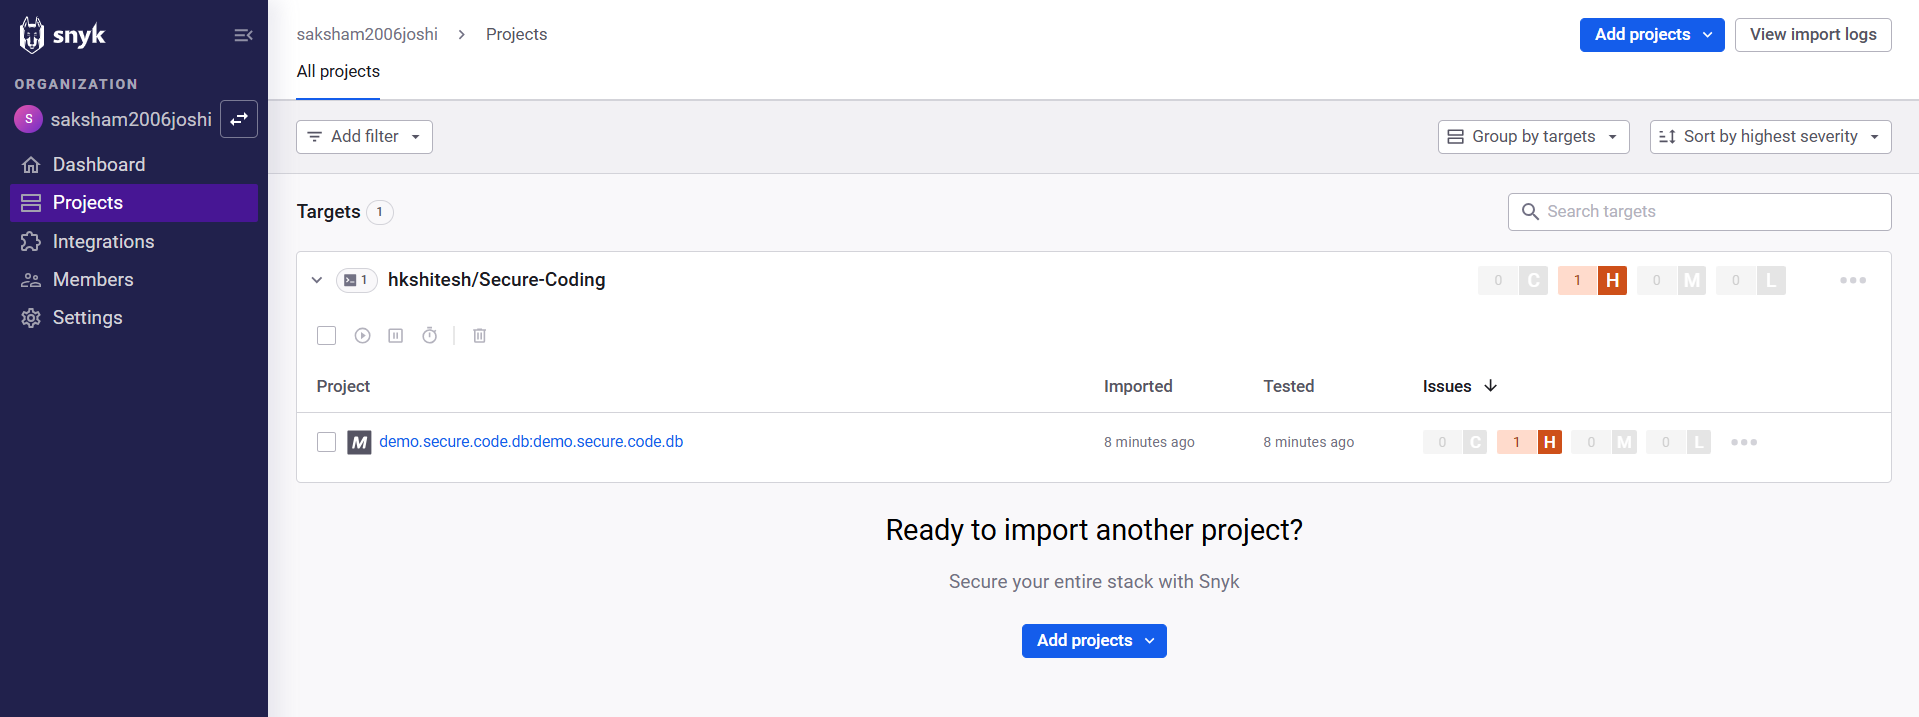 snyk
ORGANIZATION
S saksham2006joshi
Dashboard
Projects
Integrations
Members
Settings
saksham2006joshi > Projects
Add projects
View import logs
All projects
Add filter
Group by targets
Sort by highest severity
Targets 1
Search targets
1 hkshitesh/Secure-Coding
0 C 1 H 0 M 0 L
Project Imported Tested Issues
M demo.secure.code.db:demo.secure.code.db 8 minutes ago 8 minutes ago 0 C 1 H 0 M 0 L
Ready to import another project?
Secure your entire stack with Snyk
Add projects